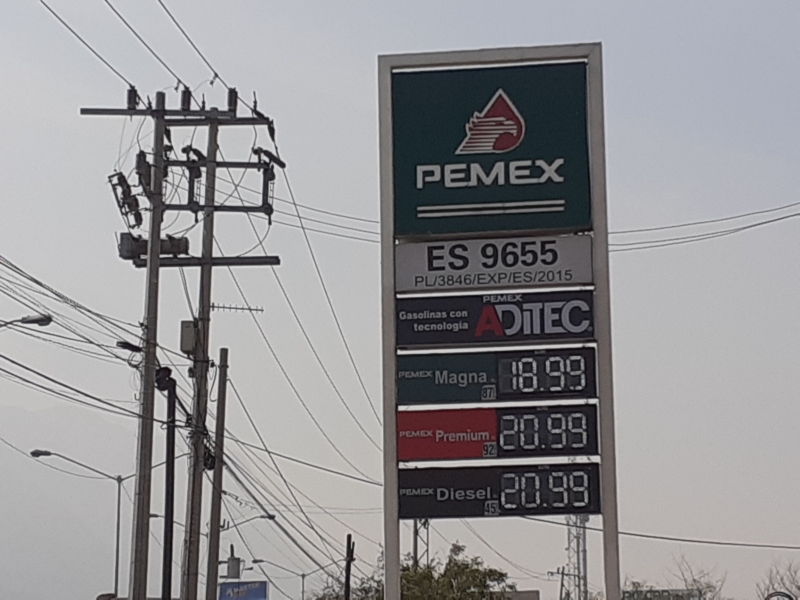 PEMEX
ES 9655
PL/3846/EXP/ES/2015
PEMEX
Gasolinas con
tecnología
ADITEC
PEMEX Magna 87 18.99
PEMEX Premium 92 20.99
PEMEX Diesel 45 20.99